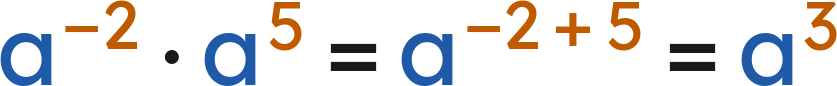 a⁻² · a⁵ = a⁻²⁺⁵ = a³